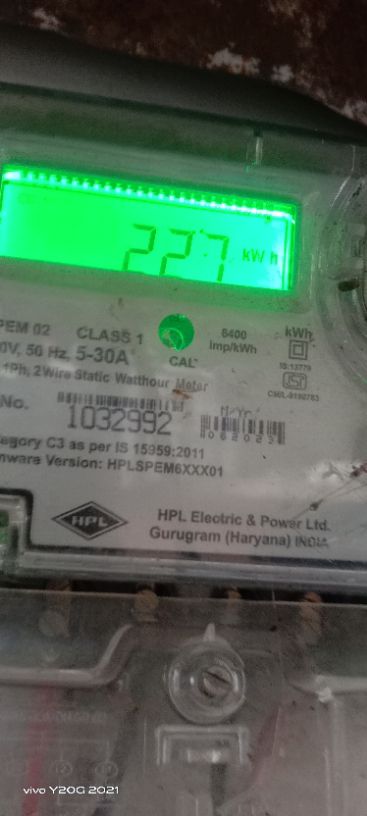 227 kWh
PEM 02 CLASS 1 6400 imp/kWh kWh
0V, 50 Hz, 5-30A CAL IS:13779
1Ph, 2Wire Static Watthour Meter
No. 1032992 M/Yr.
062023
egory C3 as per IS 15959:2011
mware Version: HPLSPEM6XXX01
HPL
HPL Electric & Power Ltd.
Gurugram (Haryana) INDIA
vivo Y20G 2021